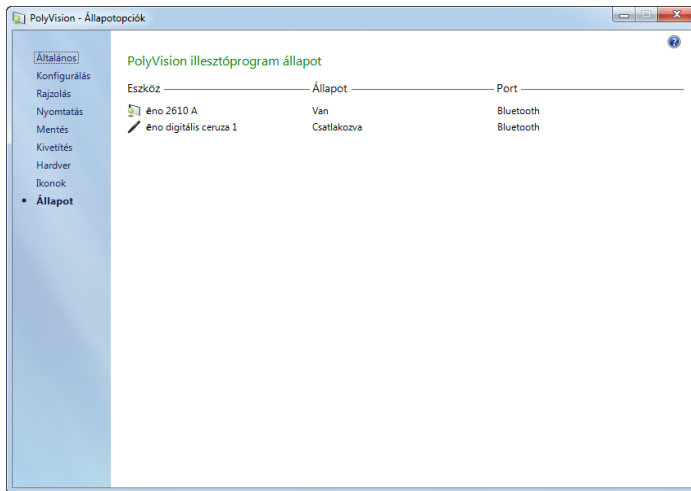 PolyVision - Állapotopciók
Általános
Konfigurálás
Rajzolás
Nyomtatás
Mentés
Kivetítés
Hardver
Ikonok
Állapot
PolyVision illesztőprogram állapot
Eszköz Állapot Port
ēno 2610 A Van Bluetooth
ēno digitális ceruza 1 Csatlakozva Bluetooth